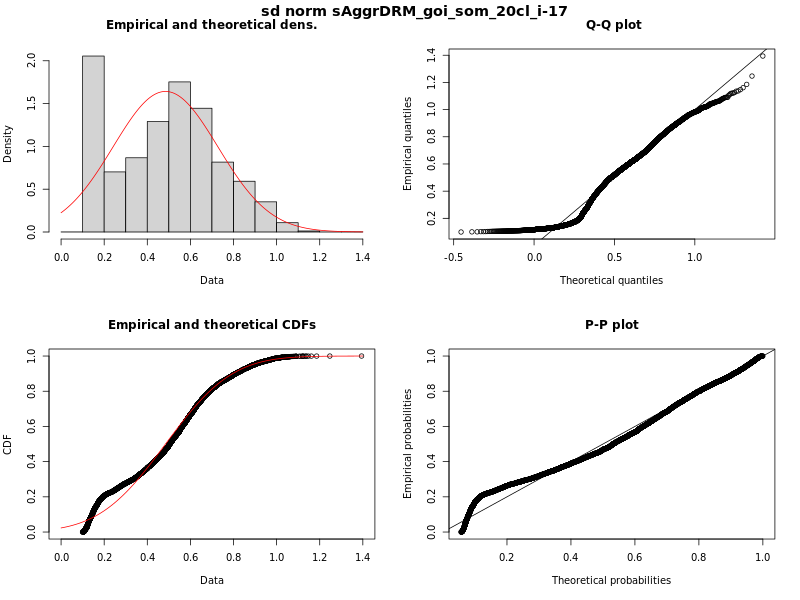 sd norm sAggrDRM_goi_som_20cl_i-17
Empirical and theoretical dens.
Density
0.0 0.5 1.0 1.5 2.0
0.0 0.2 0.4 0.6 0.8 1.0 1.2 1.4
Data
Q-Q plot
Empirical quantiles
0.2 0.4 0.6 0.8 1.0 1.2 1.4
-0.5 0.0 0.5 1.0
Theoretical quantiles
Empirical and theoretical CDFs
CDF
0.0 0.2 0.4 0.6 0.8 1.0
0.0 0.2 0.4 0.6 0.8 1.0 1.2 1.4
Data
P-P plot
Empirical probabilities
0.0 0.2 0.4 0.6 0.8 1.0
0.2 0.4 0.6 0.8 1.0
Theoretical probabilities